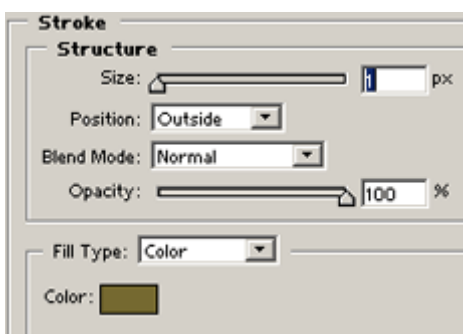 Stroke
Structure
Size: 1 px
Position: Outside
Blend Mode: Normal
Opacity: 100 %
Fill Type: Color
Color: